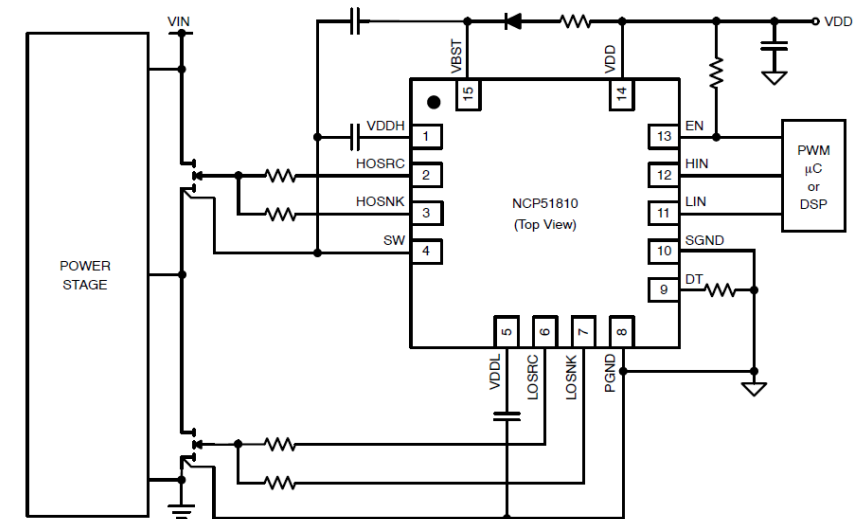 VIN
VDD
VBST
VDD
15
14
VDDH
1
EN
13
HOSRC
2
HIN
12
PWM
μC
or
DSP
HOSNK
3
NCP51810
(Top View)
LIN
11
SW
4
SGND
10
POWER
STAGE
DT
9
5
6
7
8
VDDL
LOSRC
LOSNK
PGND